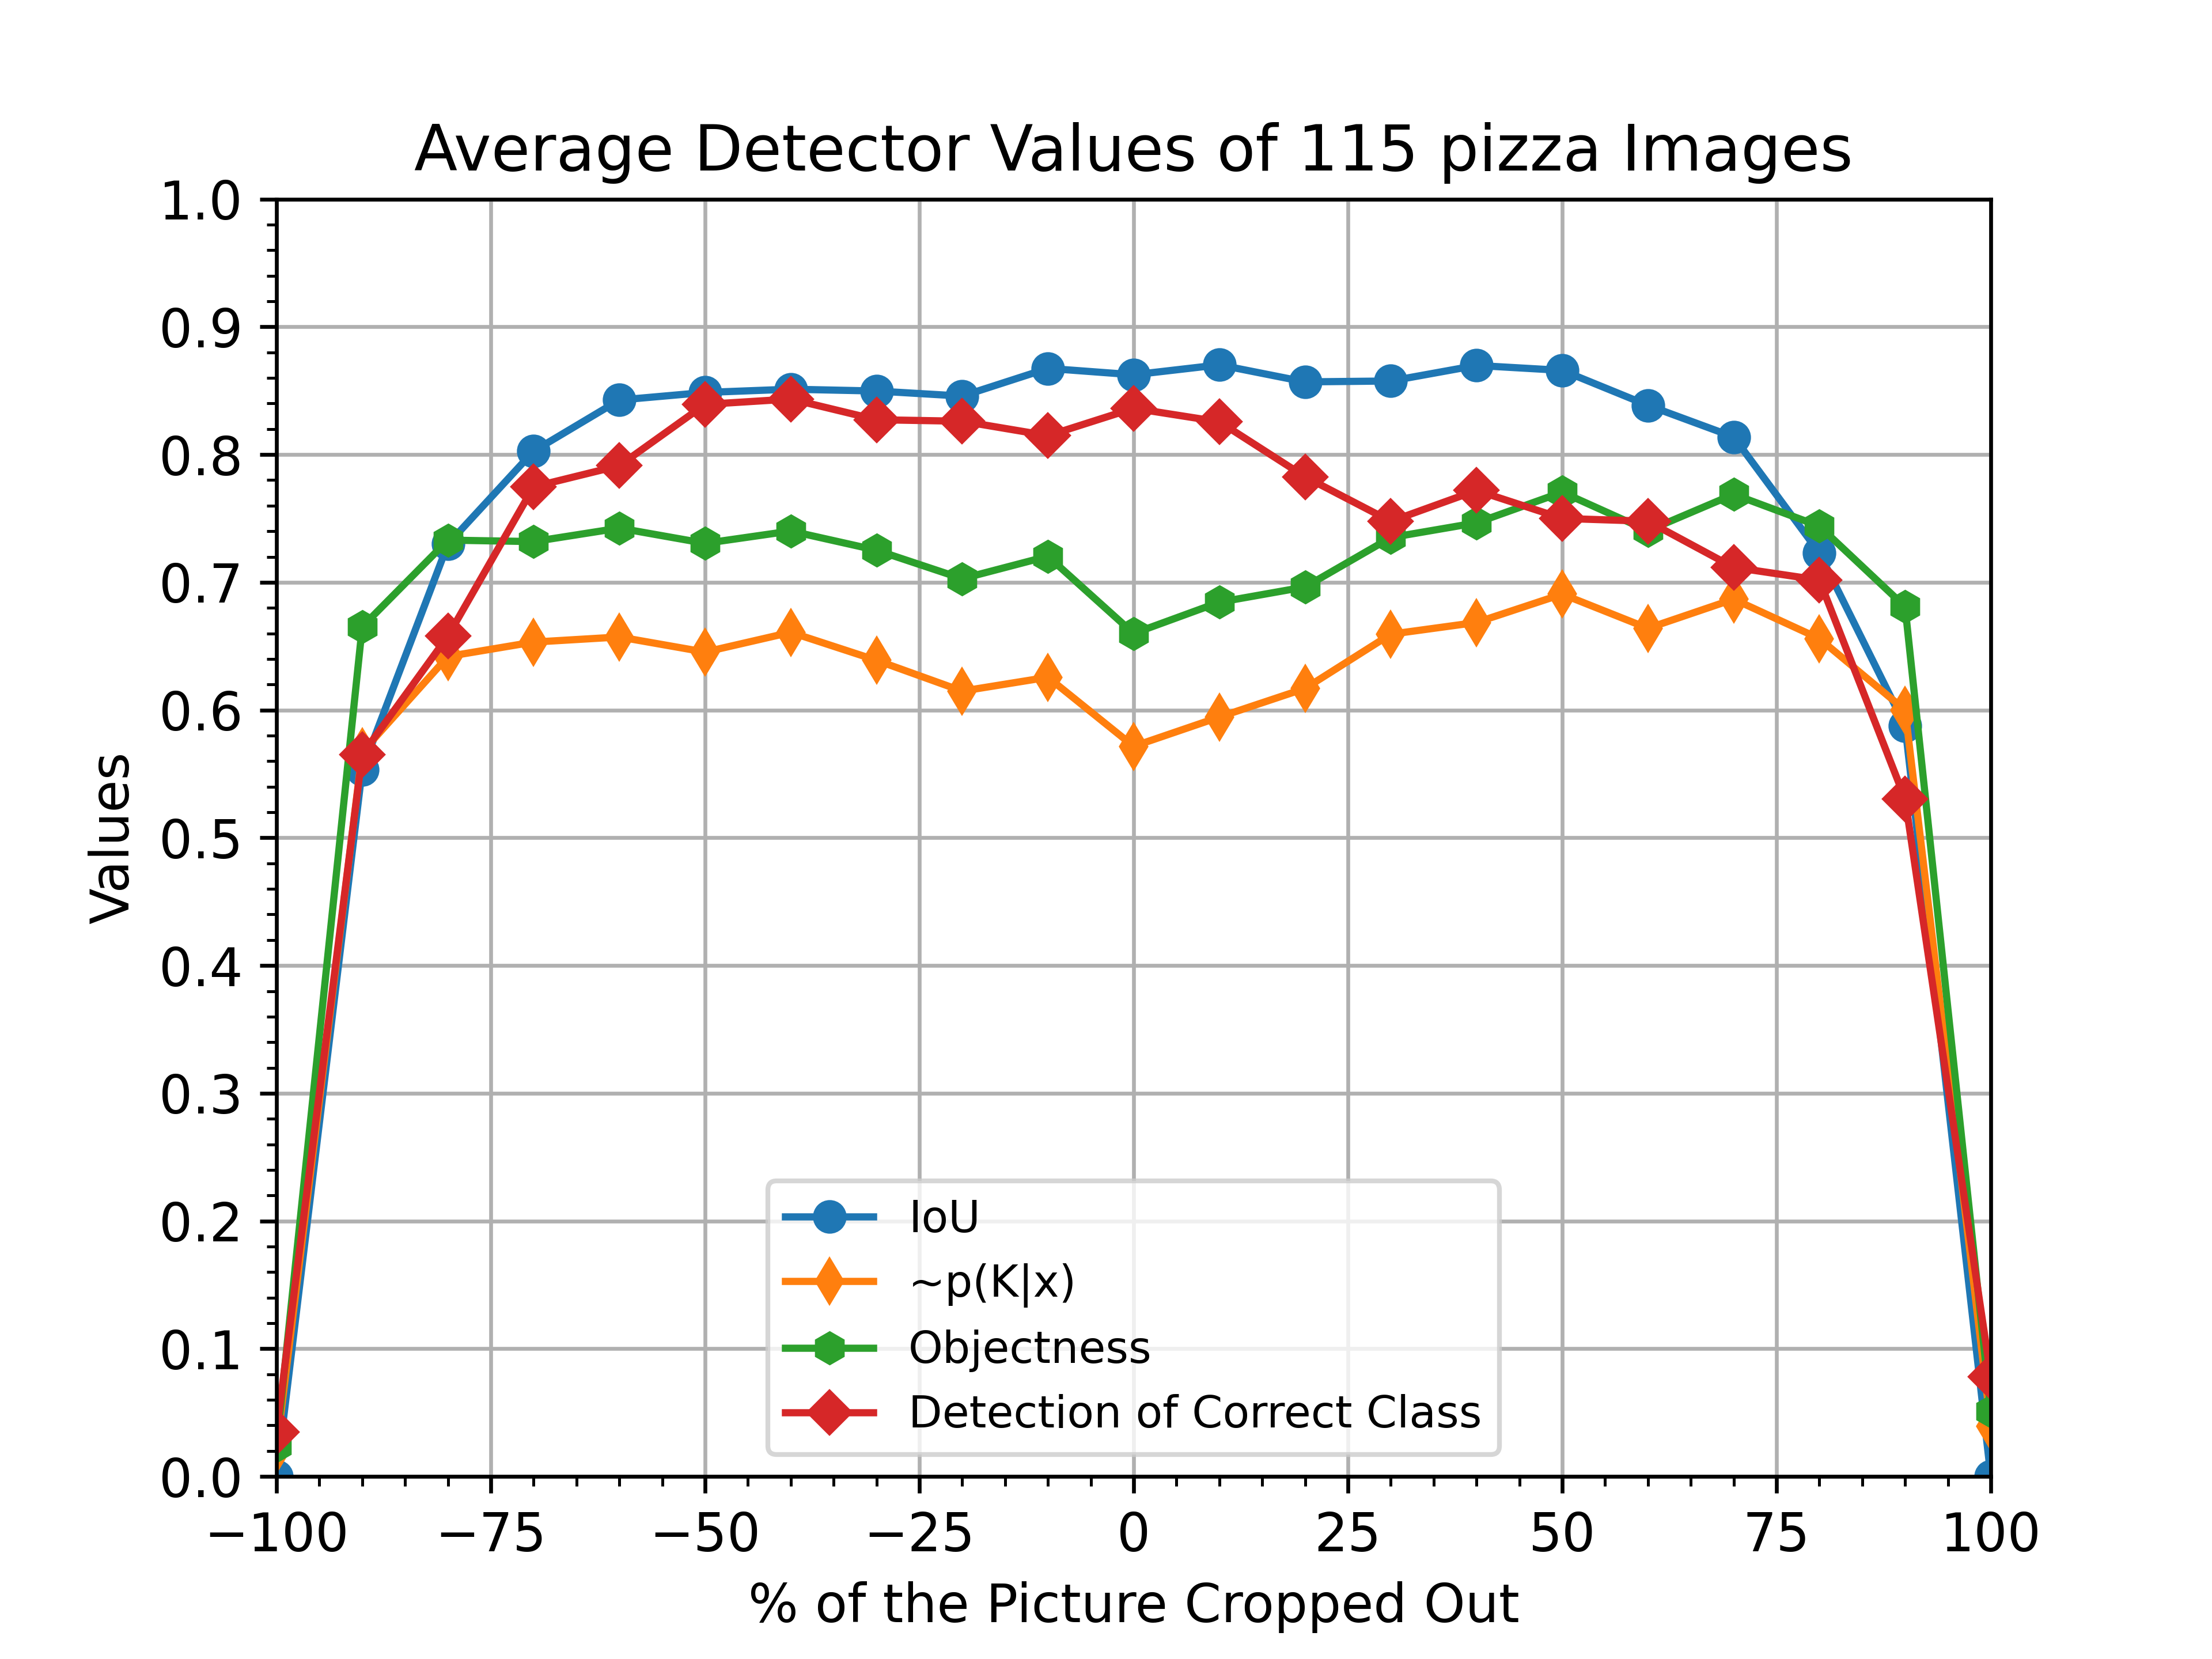 Average Detector Values of 115 pizza Images
1.0
0.9
0.8
0.7
0.6
0.5
0.4
0.3
0.2
0.1
0.0
Values
IoU
~p(K|x)
Objectness
Detection of Correct Class
−100 −75 −50 −25 0 25 50 75 100
% of the Picture Cropped Out